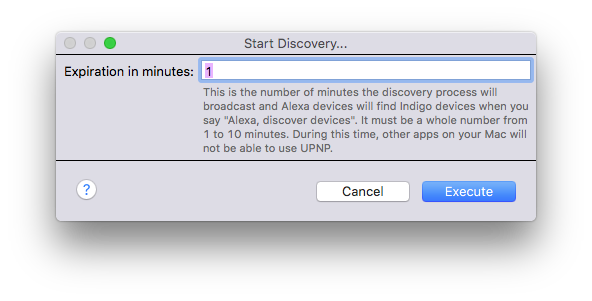 Start Discovery...
Expiration in minutes: 1
This is the number of minutes the discovery process will
broadcast and Alexa devices will find Indigo devices when you
say "Alexa, discover devices". It must be a whole number from
1 to 10 minutes. During this time, other apps on your Mac will
not be able to use UPNP.
? Cancel Execute